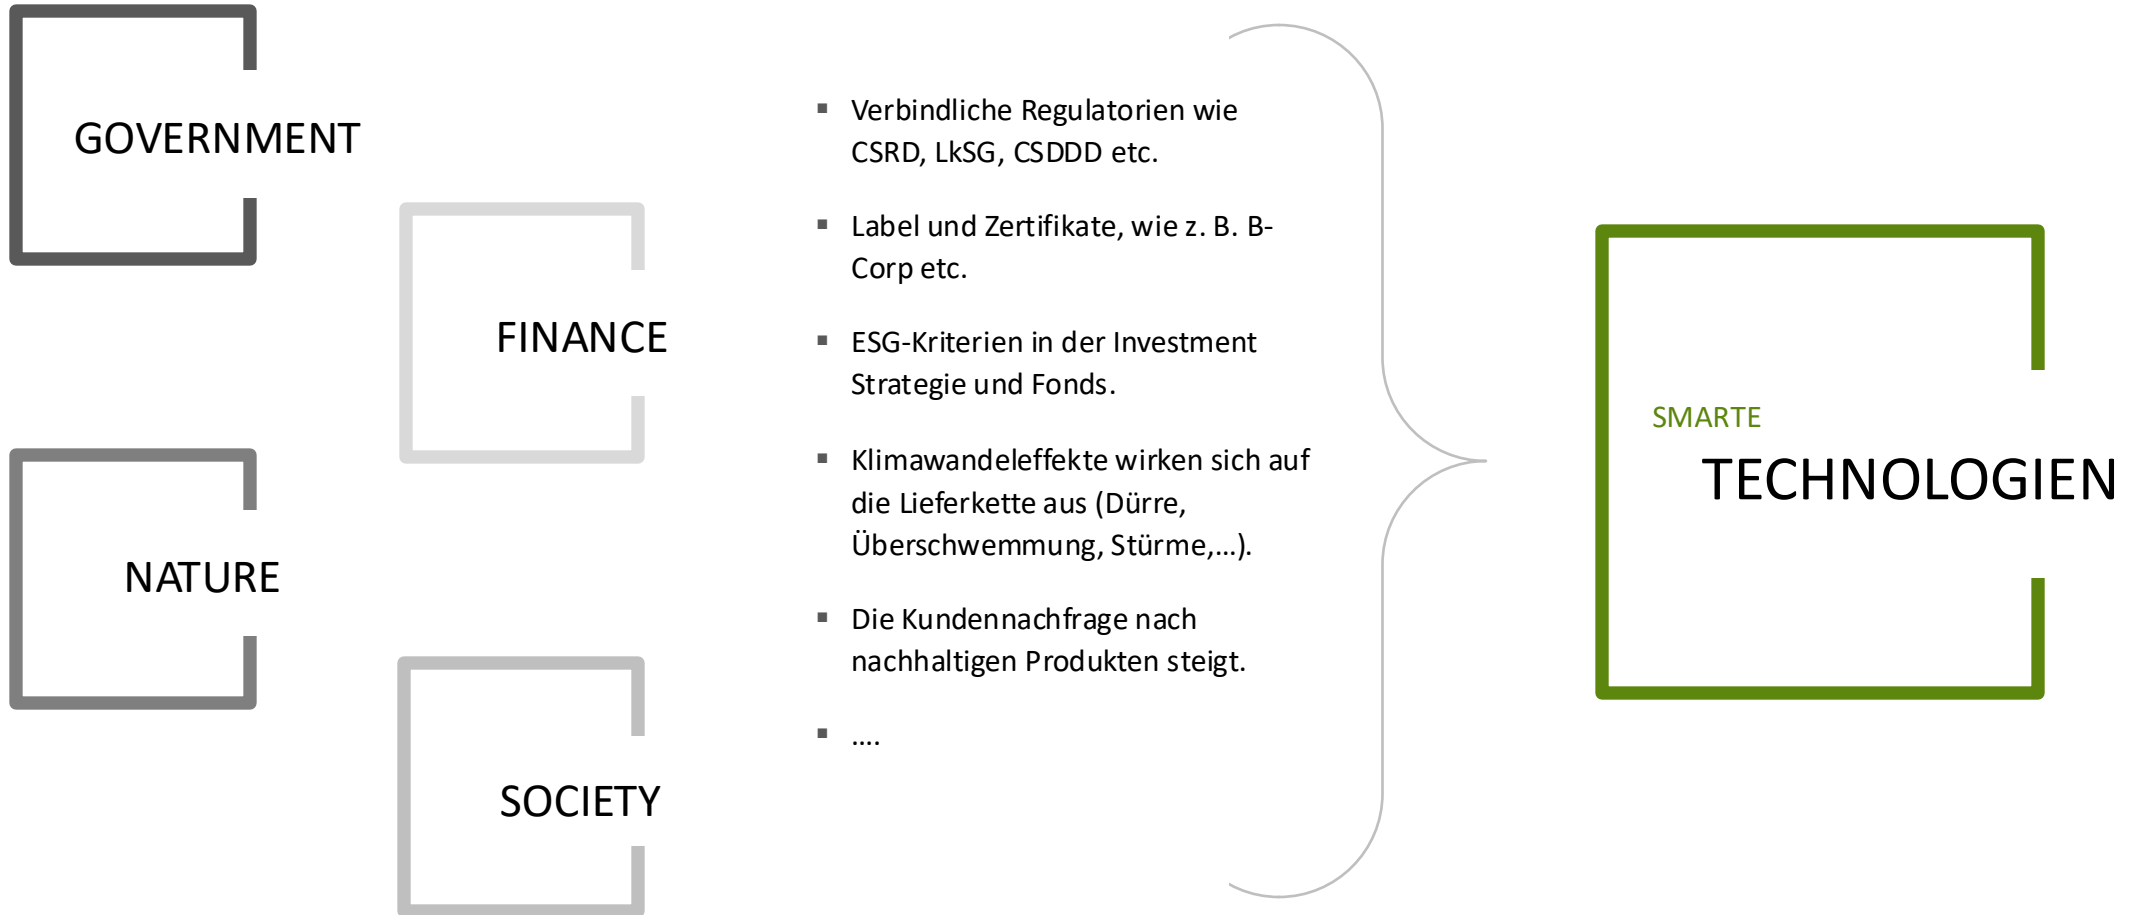 GOVERNMENT
FINANCE
NATURE
SOCIETY
▪ Verbindliche Regulatorien wie
CSRD, LkSG, CSDDD etc.
▪ Label und Zertifikate, wie z. B. B-
Corp etc.
▪ ESG-Kriterien in der Investment
Strategie und Fonds.
▪ Klimawandeleffekte wirken sich auf
die Lieferkette aus (Dürre,
Überschwemmung, Stürme,...).
▪ Die Kundennachfrage nach
nachhaltigen Produkten steigt.
▪ ....
SMARTE
TECHNOLOGIEN